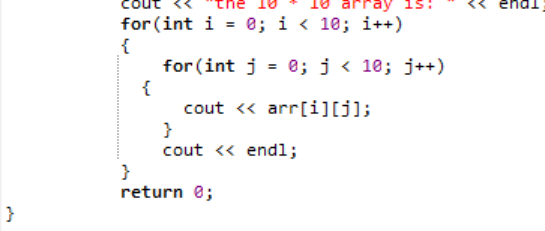 cout << "the 10 * 10 array is: " << endl;
for(int i = 0; i < 10; i++)
{
for(int j = 0; j < 10; j++)
{
cout << arr[i][j];
}
cout << endl;
}
return 0;
}